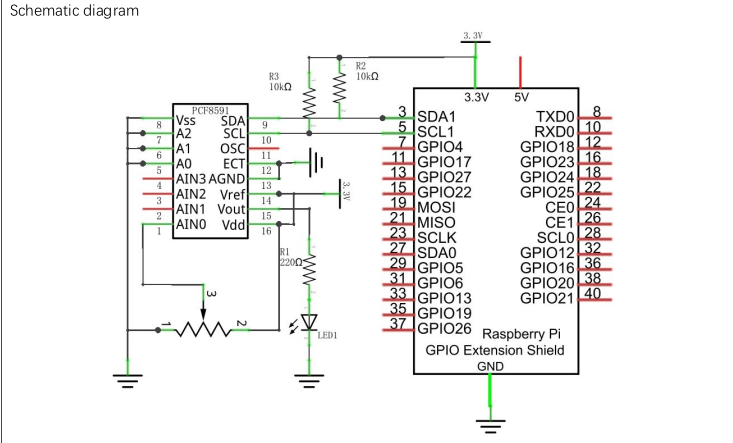 Schematic diagram
3.3V
R3
10kΩ
R2
10kΩ
3.3V
5V
PCF8591
Vss
SDA
8
9
A2
SCL
7
10
A1
OSC
6
11
A0
ECT
5
12
AIN3
AGND
4
13
AIN2
Vref
3
14
AIN1
Vout
2
15
AIN0
Vdd
1
16
3.3V
R1
220Ω
LED1
3
1
2
3
SDA1
TXD0
8
5
SCL1
RXD0
10
7
GPIO4
GPIO18
12
11
GPIO17
GPIO23
16
13
GPIO27
GPIO24
18
15
GPIO22
GPIO25
22
19
MOSI
CE0
24
21
MISO
CE1
26
23
SCLK
SCL0
28
27
SDA0
GPIO12
32
29
GPIO5
GPIO16
36
31
GPIO6
GPIO20
38
33
GPIO13
GPIO21
40
35
GPIO19
37
GPIO26
Raspberry Pi
GPIO Extension Shield
GND